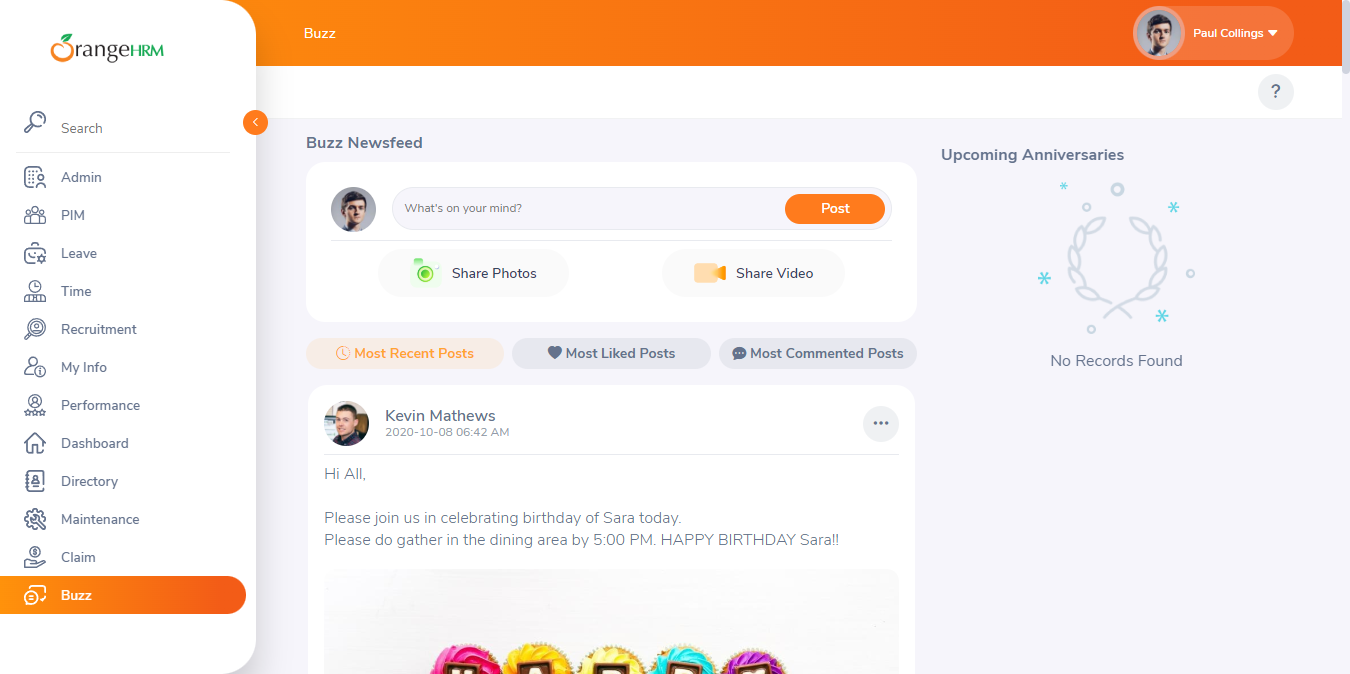 OrangeHRM
Search
Admin
PIM
Leave
Time
Recruitment
My Info
Performance
Dashboard
Directory
Maintenance
Claim
Buzz
Buzz
Paul Collings
?
Buzz Newsfeed
What's on your mind?
Post
Share Photos
Share Video
Most Recent Posts
Most Liked Posts
Most Commented Posts
Kevin Mathews
2020-10-08 06:42 AM
Hi All,
Please join us in celebrating birthday of Sara today.
Please do gather in the dining area by 5:00 PM. HAPPY BIRTHDAY Sara!!
Upcoming Anniversaries
No Records Found